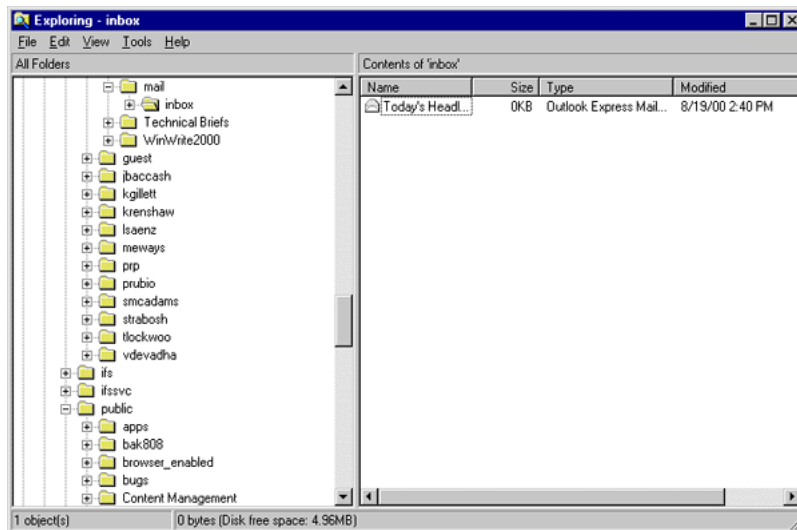 Exploring - inbox
File Edit View Tools Help
All Folders
Contents of 'inbox'
mail
inbox
Technical Briefs
WinWrite2000
guest
jbaccash
kgillett
krenshaw
lsaenz
meways
prp
prubio
smcadams
strabosh
tlockwoo
vdevadha
ifs
ifssvc
public
apps
bak808
browser_enabled
bugs
Content Management
Name Size Type Modified
Today's Headl... 0KB Outlook Express Mail... 8/19/00 2:40 PM
1 object(s) 0 bytes (Disk free space: 4.96MB)